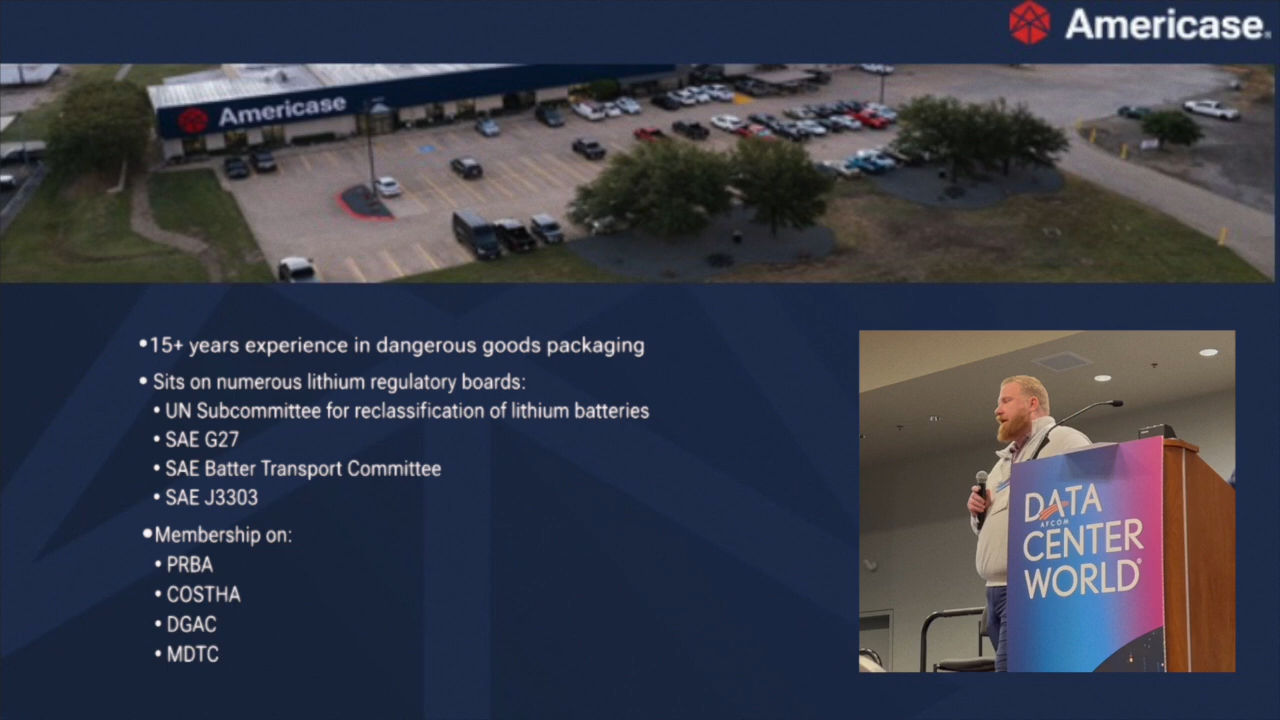 Americase®
Americase
•15+ years experience in dangerous goods packaging
• Sits on numerous lithium regulatory boards:
• UN Subcommittee for reclassification of lithium batteries
• SAE G27
• SAE Batter Transport Committee
• SAE J3303
•Membership on:
• PRBA
• COSTHA
• DGAC
• MDTC
DATA
AFCOM
CENTER
WORLD®